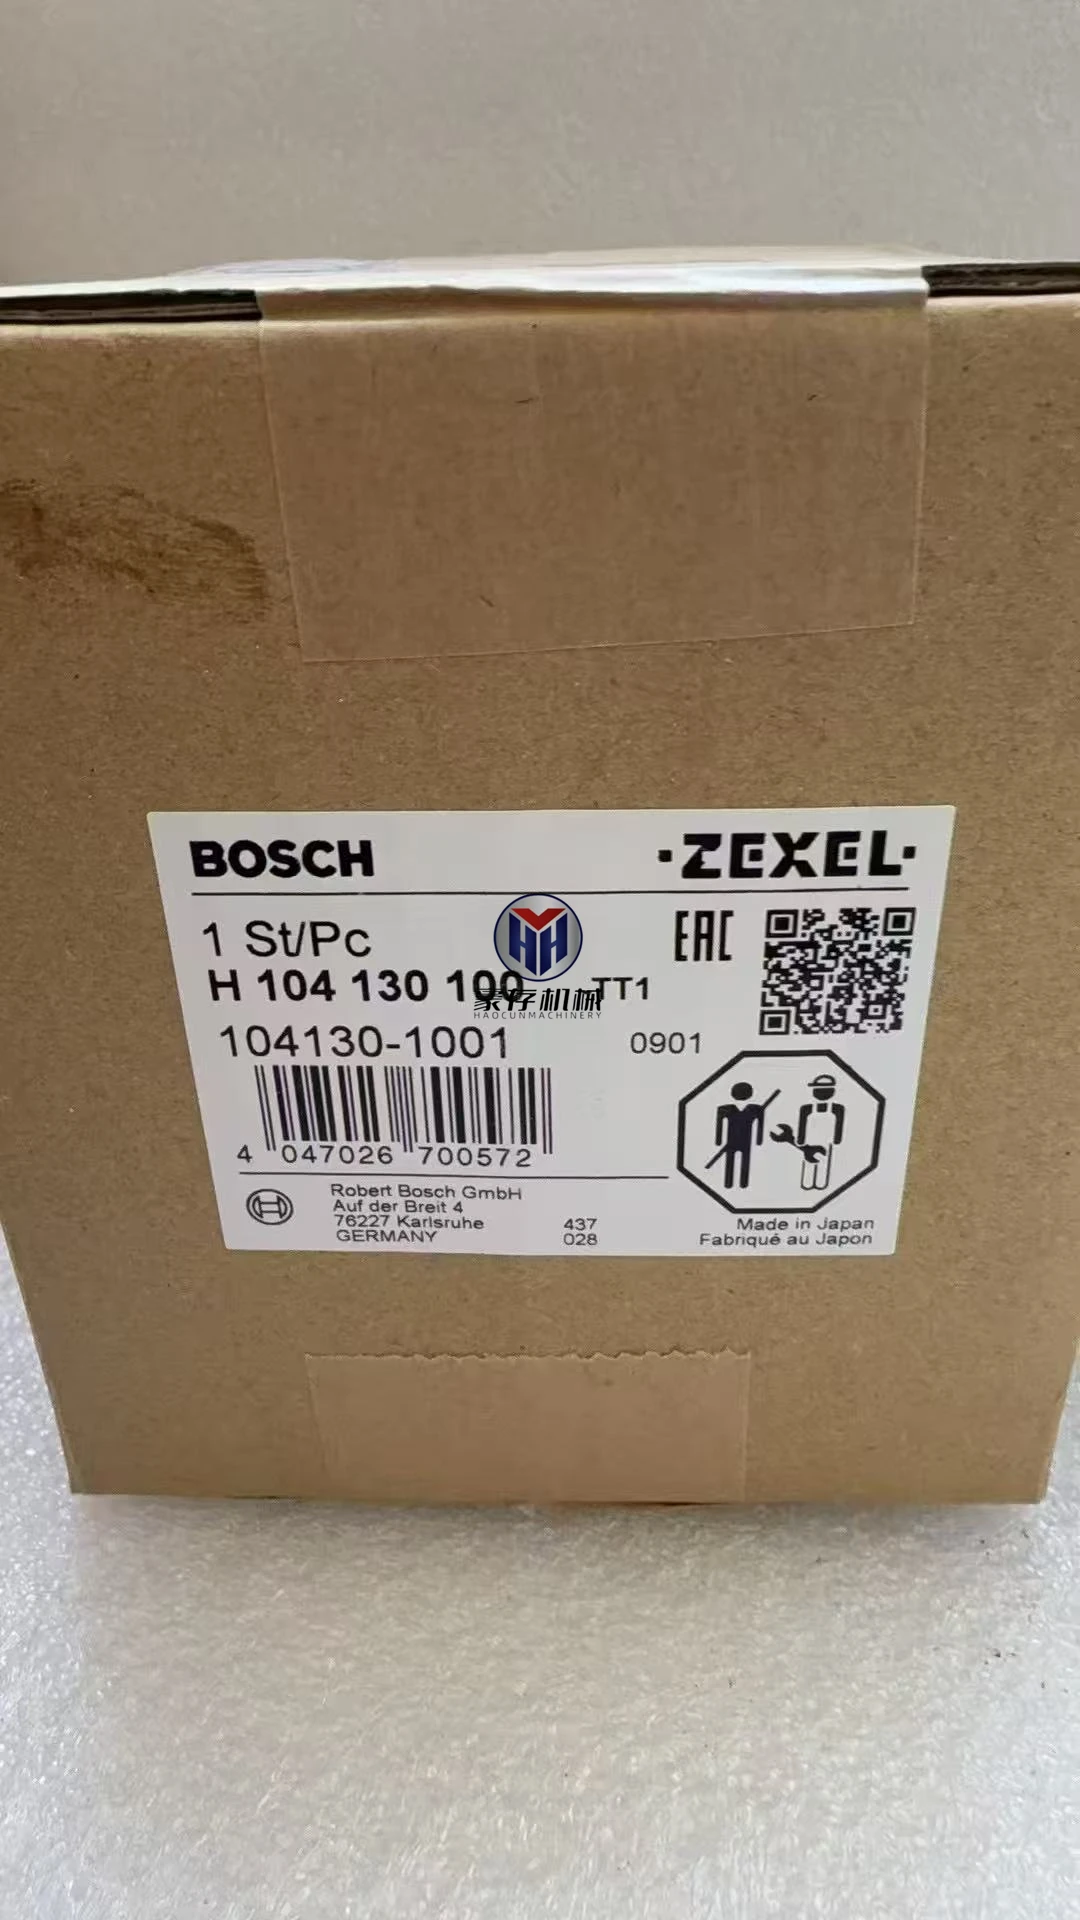 BOSCH
·ZEXEL·
1 St/Pc
EAC
H 104 130 100
TT1
豪存机械
HAOCUNMACHINERY
104130-1001
0901
4 047026 700572
Robert Bosch GmbH
Auf der Breit 4
76227 Karlsruhe
GERMANY
437
028
Made in Japan
Fabriqué au Japon